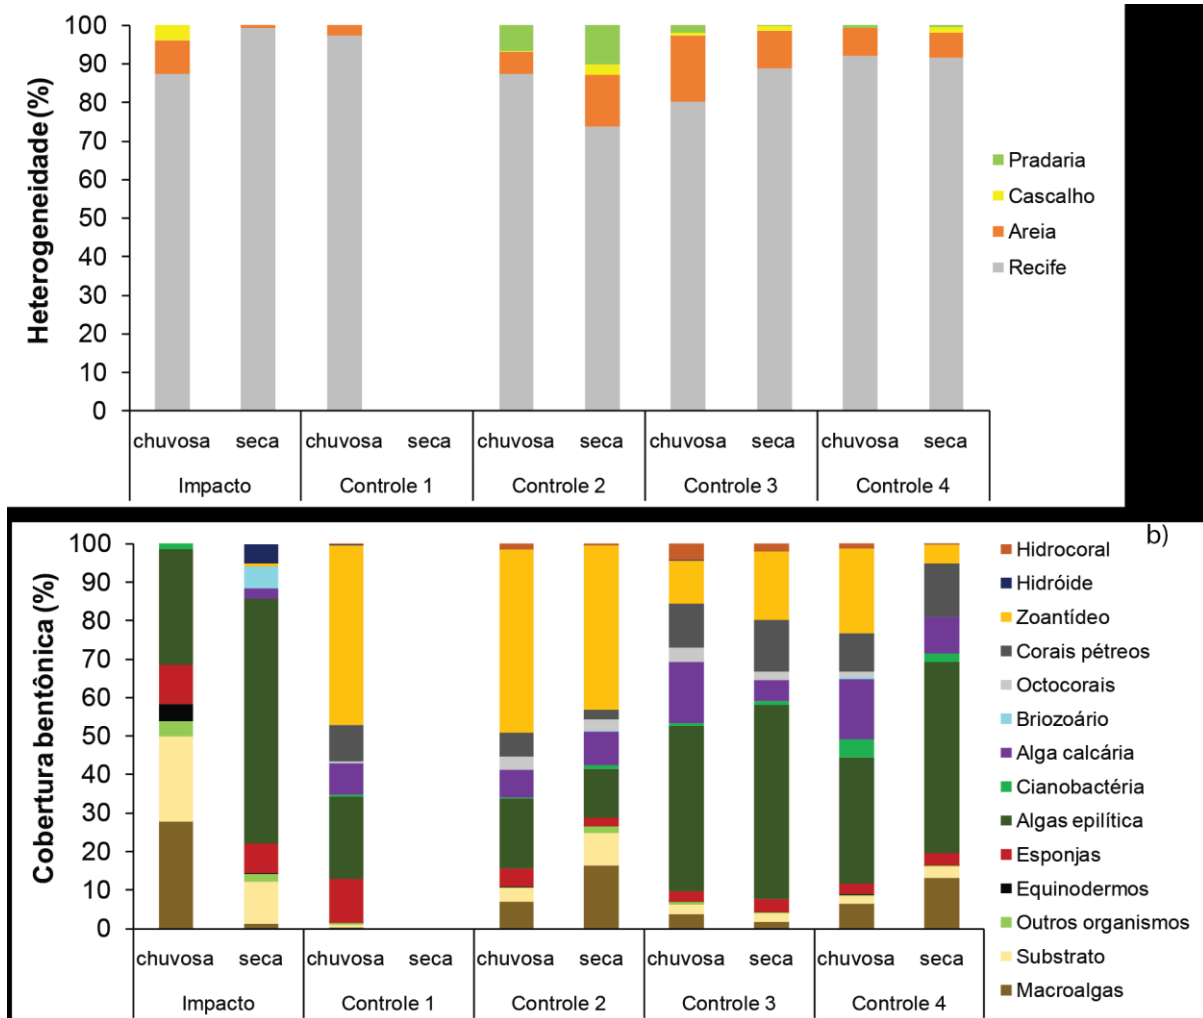 Heterogeneidade (%)
100
90
80
70
60
50
40
30
20
10
0
chuvosa seca chuvosa seca chuvosa seca chuvosa seca chuvosa seca
Impacto Controle 1 Controle 2 Controle 3 Controle 4
Pradaria
Cascalho
Areia
Recife
b)
Cobertura bentônica (%)
100
90
80
70
60
50
40
30
20
10
0
chuvosa seca chuvosa seca chuvosa seca chuvosa seca chuvosa seca
Impacto Controle 1 Controle 2 Controle 3 Controle 4
Hidrocoral
Hidróide
Zoantídeo
Corais pétreos
Octocorais
Briozoário
Alga calcária
Cianobactéria
Algas epilítica
Esponjas
Equinodermos
Outros organismos
Substrato
Macroalgas